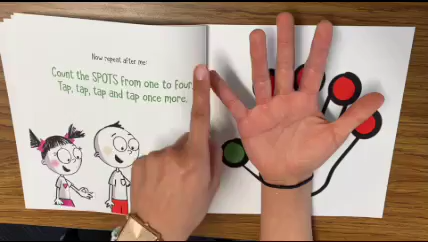 Now repeat after me:
Count the SPOTS from one to four.
Tap, tap, tap and tap once more.